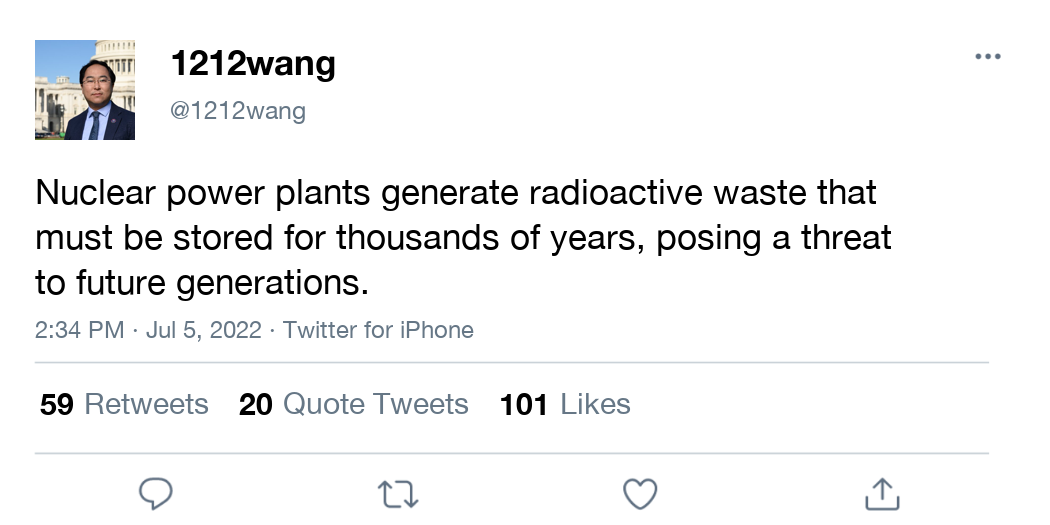 1212wang
@1212wang
Nuclear power plants generate radioactive waste that
must be stored for thousands of years, posing a threat
to future generations.
2:34 PM · Jul 5, 2022 · Twitter for iPhone
59 Retweets 20 Quote Tweets 101 Likes